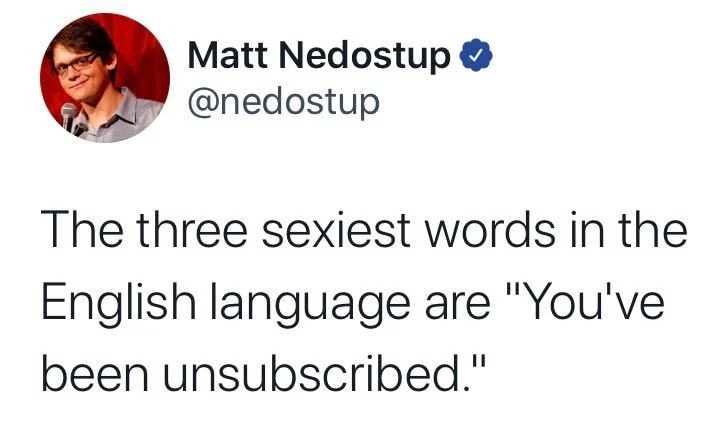 Matt Nedostup
@nedostup
The three sexiest words in the
English language are "You've
been unsubscribed."